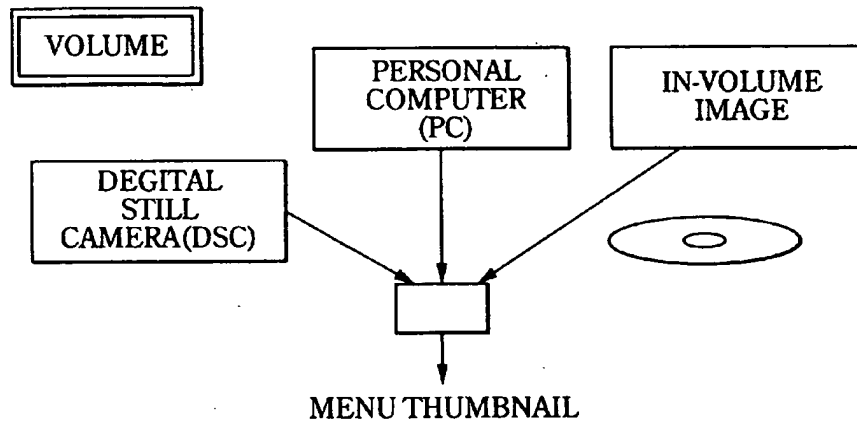 VOLUME
PERSONAL
COMPUTER
(PC)
IN-VOLUME
IMAGE
DEGITAL
STILL
CAMERA(DSC)
MENU THUMBNAIL